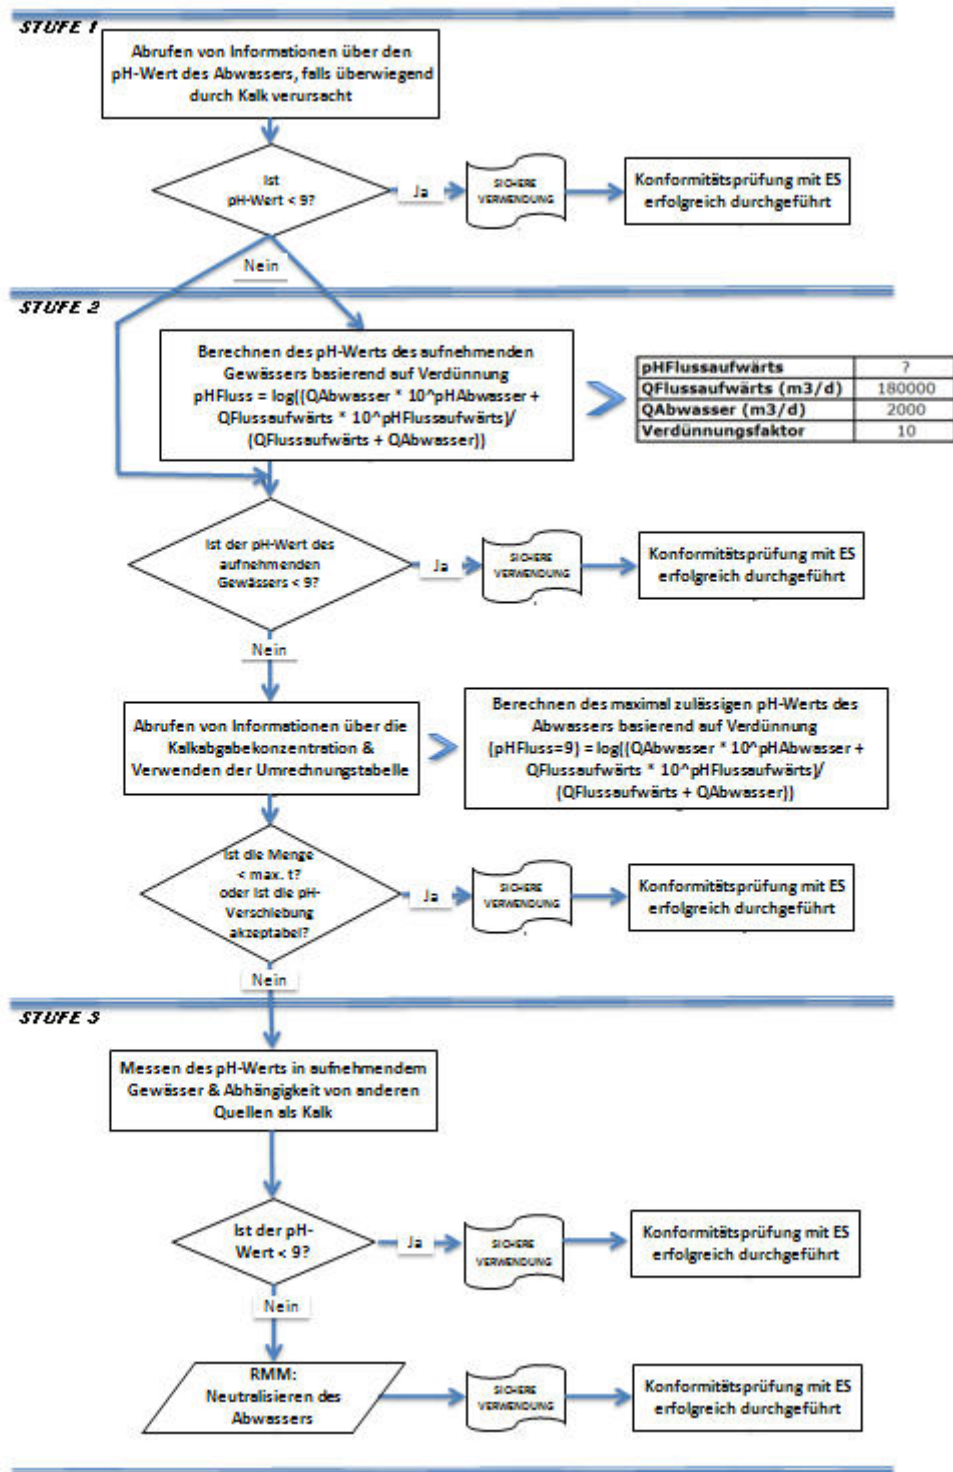 STUFE 1
Abrufen von Informationen über den
pH-Wert des Abwassers, falls überwiegend
durch Kalk verursacht
Ist
pH-Wert < 9?
Ja
SICHERE
VERWENDUNG
Konformitätsprüfung mit ES
erfolgreich durchgeführt
Nein
STUFE 2
Berechnen des pH-Werts des aufnehmenden
Gewässers basierend auf Verdünnung
pHFluss = log((QAbwasser * 10^pHAbwasser +
QFlussaufwärts * 10^pHFlussaufwärts)/
(QFlussaufwärts + QAbwasser))
pHFlussaufwärts ?
QFlussaufwärts (m3/d) 180000
QAbwasser (m3/d) 2000
Verdünnungsfaktor 10
Ist der pH-Wert des
aufnehmenden
Gewässers < 9?
Ja
SICHERE
VERWENDUNG
Konformitätsprüfung mit ES
erfolgreich durchgeführt
Nein
Abrufen von Informationen über die
Kalkabgabekonzentration &
Verwenden der Umrechnungstabelle
Berechnen des maximal zulässigen pH-Werts des
Abwassers basierend auf Verdünnung
(pHFluss=9) = log((QAbwasser * 10^pHAbwasser +
QFlussaufwärts * 10^pHFlussaufwärts)/
(QFlussaufwärts + QAbwasser))
Ist die Menge
< max. t?
oder ist die pH-
Verschiebung
akzeptabel?
Ja
SICHERE
VERWENDUNG
Konformitätsprüfung mit ES
erfolgreich durchgeführt
Nein
STUFE 3
Messen des pH-Werts in aufnehmendem
Gewässer & Abhängigkeit von anderen
Quellen als Kalk
Ist der pH-
Wert < 9?
Ja
SICHERE
VERWENDUNG
Konformitätsprüfung mit ES
erfolgreich durchgeführt
Nein
RMM:
Neutralisieren des
Abwassers
SICHERE
VERWENDUNG
Konformitätsprüfung mit ES
erfolgreich durchgeführt